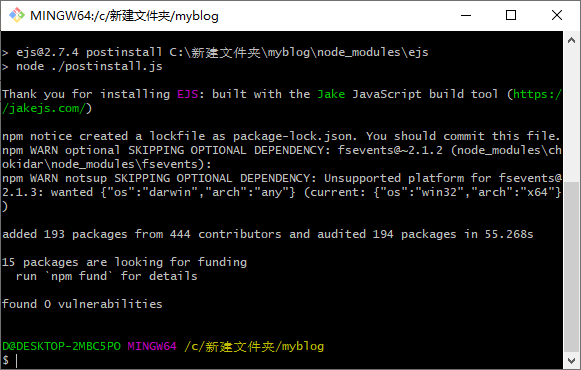 MINGW64:/c/新建文件夹/myblog
> ejs@2.7.4 postinstall C:\新建文件夹\myblog\node_modules\ejs
> node ./postinstall.js
Thank you for installing EJS: built with the Jake JavaScript build tool (https:/
/jakejs.com/)
npm notice created a lockfile as package-lock.json. You should commit this file.
npm WARN optional SKIPPING OPTIONAL DEPENDENCY: fsevents@~2.1.2 (node_modules\ch
okidar\node_modules\fsevents):
npm WARN notsup SKIPPING OPTIONAL DEPENDENCY: Unsupported platform for fsevents@
2.1.3: wanted {"os":"darwin","arch":"any"} (current: {"os":"win32","arch":"x64"}
)
added 193 packages from 444 contributors and audited 194 packages in 55.268s
15 packages are looking for funding
  run `npm fund` for details
found 0 vulnerabilities
D@DESKTOP-2MBC5PO MINGW64 /c/新建文件夹/myblog
$